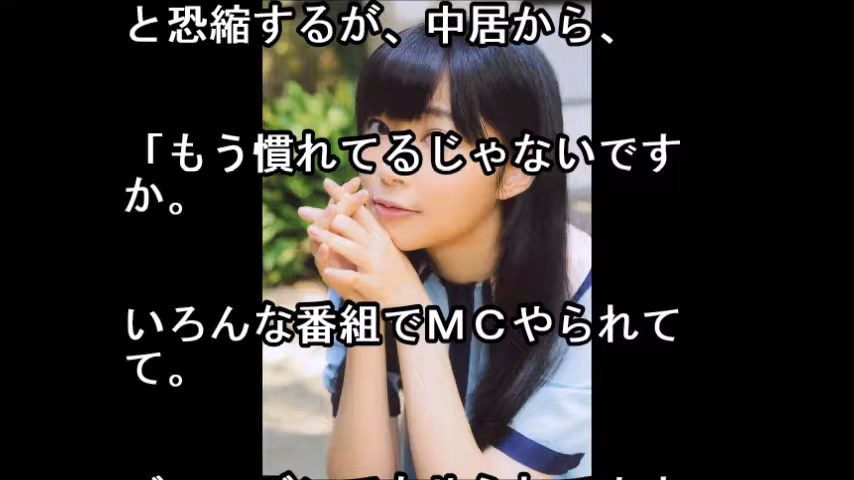 と恐縮するが、中居から、
「もう慣れてるじゃないです
か。
いろんな番組でＭＣやられて
て。